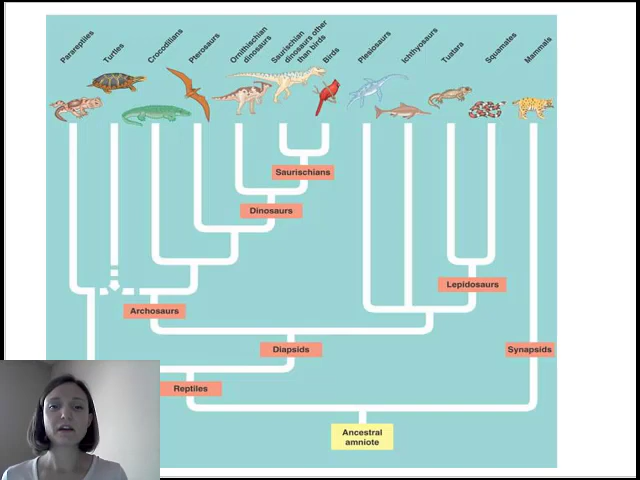 Parareptiles
Turtles
Crocodilians
Pterosaurs
Ornithischian
dinosaurs
Saurischian
dinosaurs other
than birds
Birds
Plesiosaurs
Ichthyosaurs
Tuatara
Squamates
Mammals
Saurischians
Dinosaurs
Lepidosaurs
Archosaurs
Diapsids
Synapsids
Reptiles
Ancestral
amniote